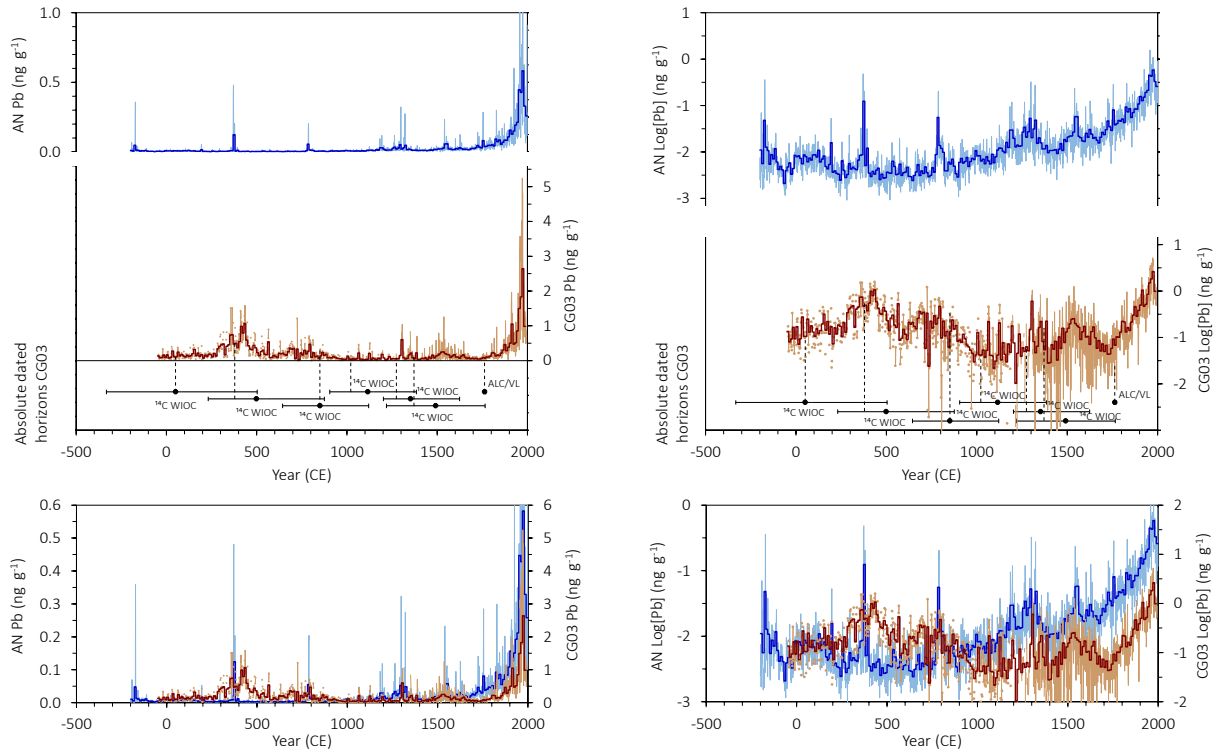 AN Pb (ng g⁻¹)
1.0
0.5
0.0
CG03 Pb (ng g⁻¹)
5
4
3
2
1
0
Absolute dated
horizons CG03
¹⁴C WIOC
ALC/VL
¹⁴C WIOC
¹⁴C WIOC
¹⁴C WIOC
¹⁴C WIOC
¹⁴C WIOC
-500 0 500 1000 1500 2000
Year (CE)
AN Log[Pb] (ng g⁻¹)
1
0
-1
-2
-3
CG03 Log[Pb] (ng g⁻¹)
1
0
-1
-2
Absolute dated
horizons CG03
¹⁴C WIOC
ALC/VL
¹⁴C WIOC
¹⁴C WIOC
¹⁴C WIOC
¹⁴C WIOC
¹⁴C WIOC
-500 0 500 1000 1500 2000
Year (CE)
AN Pb (ng g⁻¹)
0.6
0.5
0.4
0.3
0.2
0.1
0.0
CG03 Pb (ng g⁻¹)
6
5
4
3
2
1
0
-500 0 500 1000 1500 2000
Year (CE)
AN Log[Pb] (ng g⁻¹)
0
-1
-2
-3
CG03 Log[Pb] (ng g⁻¹)
2
1
0
-1
-2
-500 0 500 1000 1500 2000
Year (CE)